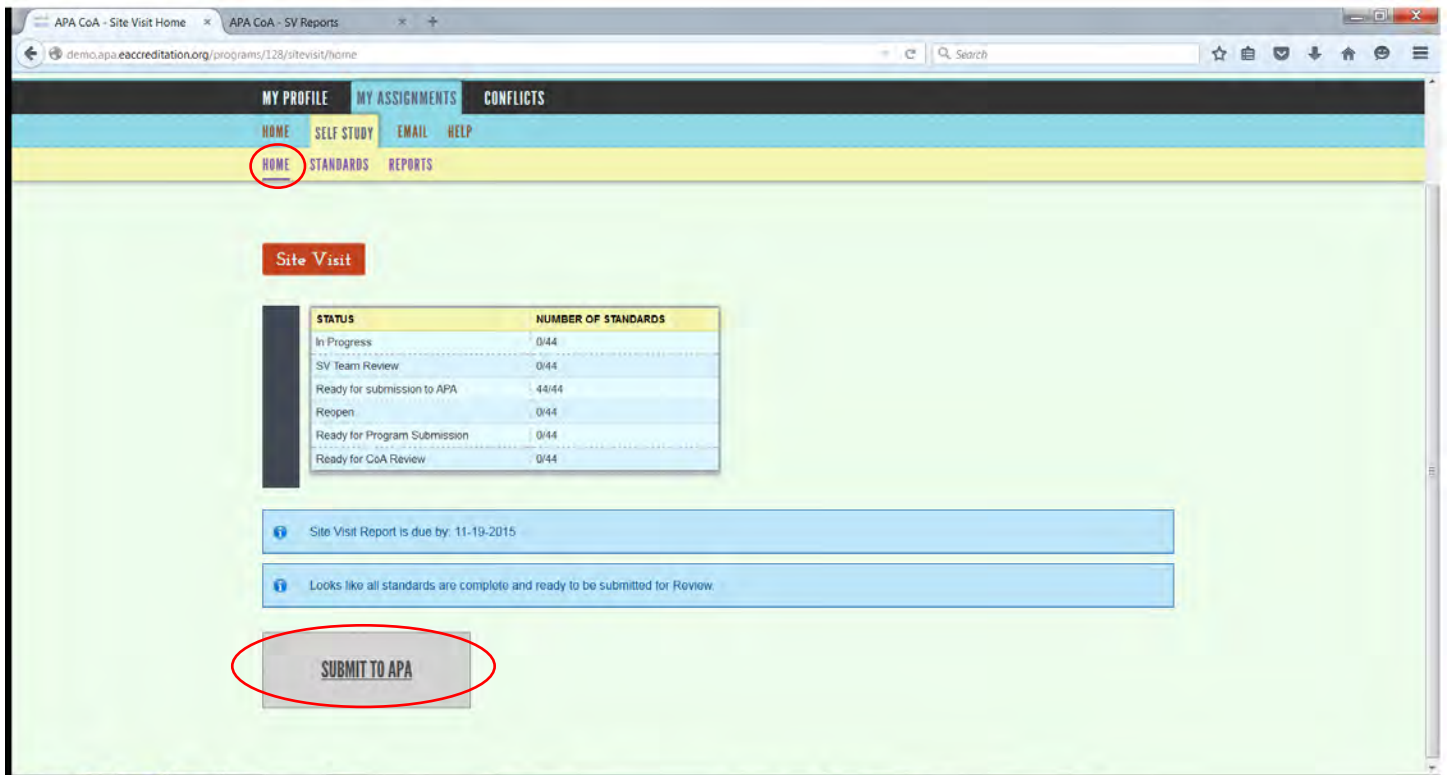 APA CoA - Site Visit Home × APA CoA - SV Reports × +
demo.apa.eaccreditation.org/programs/128/sitevisit/home Search
MY PROFILE MY ASSIGNMENTS CONFLICTS
HOME SELF STUDY EMAIL HELP
HOME STANDARDS REPORTS
Site Visit
STATUS NUMBER OF STANDARDS
In Progress 0/44
SV Team Review 0/44
Ready for submission to APA 44/44
Reopen 0/44
Ready for Program Submission 0/44
Ready for CoA Review 0/44
Site Visit Report is due by: 11-19-2015
Looks like all standards are complete and ready to be submitted for Review.
SUBMIT TO APA